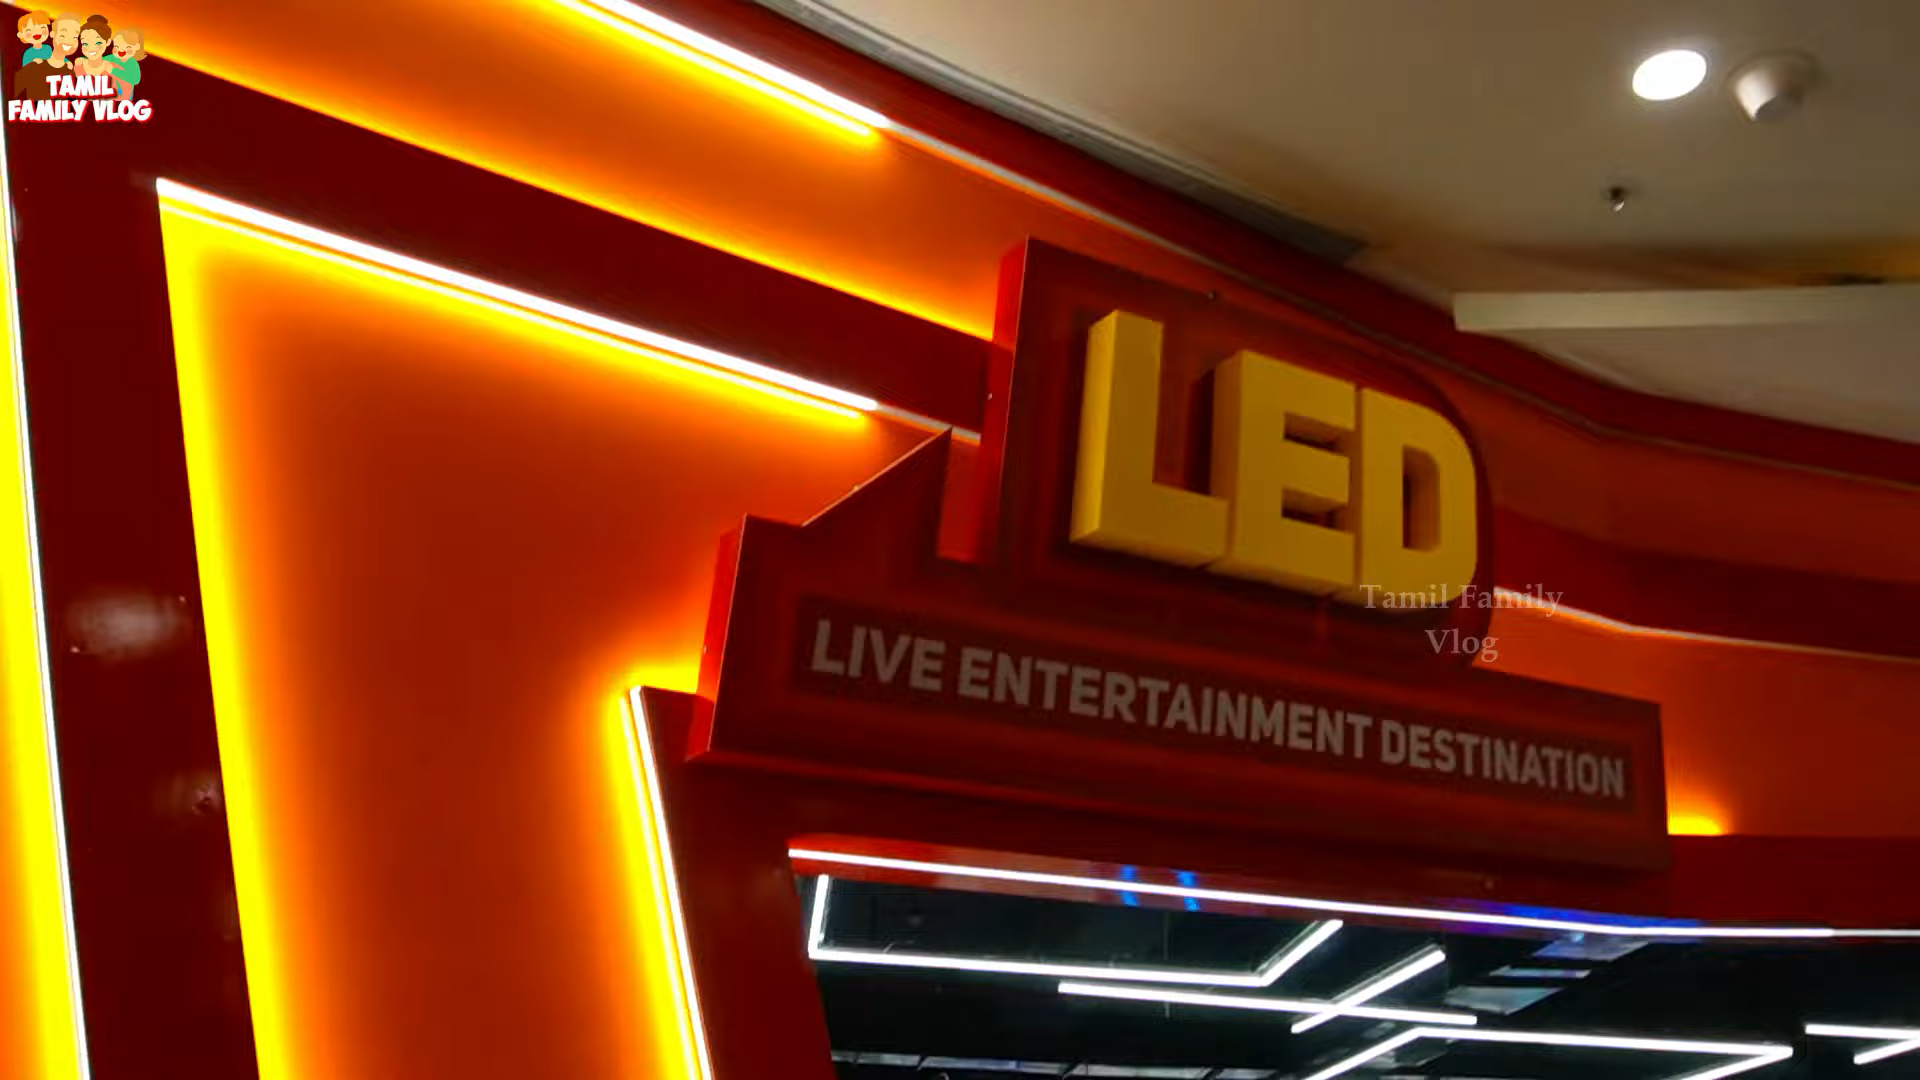 TAMIL
FAMILY VLOG
LED
Tamil Family
Vlog
LIVE ENTERTAINMENT DESTINATION